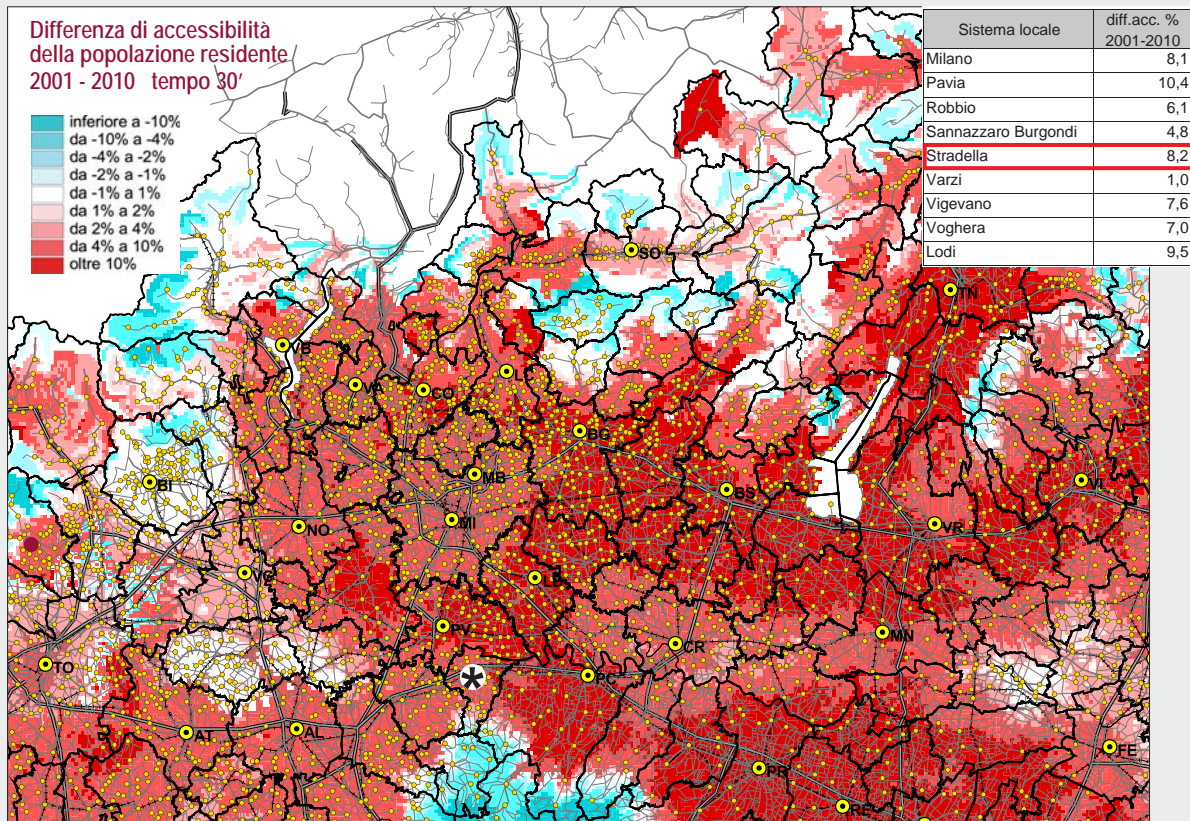 Differenza di accessibilità
della popolazione residente
2001 - 2010 tempo 30'
inferiore a -10%
da -10% a -4%
da -4% a -2%
da -2% a -1%
da -1% a 1%
da 1% a 2%
da 2% a 4%
da 4% a 10%
oltre 10%
Sistema locale diff.acc. % 2001-2010
Milano 8,1
Pavia 10,4
Robbio 6,1
Sannazzaro Burgondi 4,8
Stradella 8,2
Varzi 1,0
Vigevano 7,6
Voghera 7,0
Lodi 9,5
SO
TN
VB
VA
CO
BG
BI
MB
BS
VI
MI
NO
VR
VC
PV
MN
CR
TO
*
AT
AL
FE
PR
RE